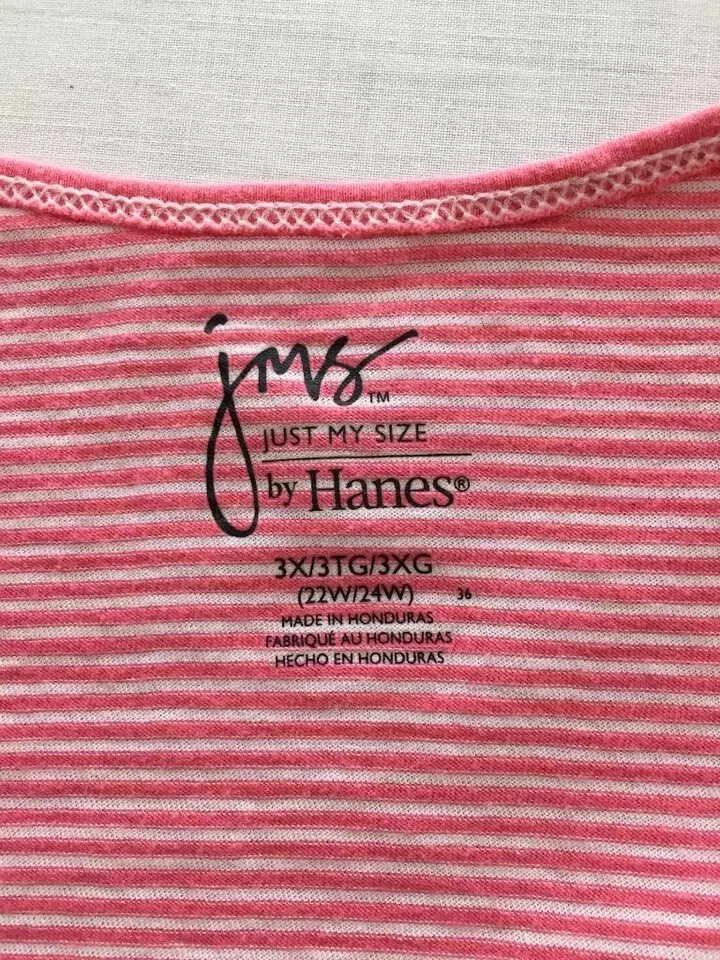 jms™
JUST MY SIZE
by Hanes®
3X/3TG/3XG
(22W/24W) 36
MADE IN HONDURAS
FABRIQUÉ AU HONDURAS
HECHO EN HONDURAS